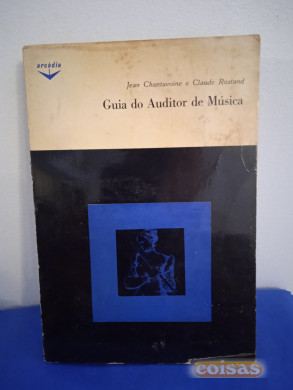 arcádia
Jean Chantavoine e Claude Rostand
Guia do Auditor de Música
coisas